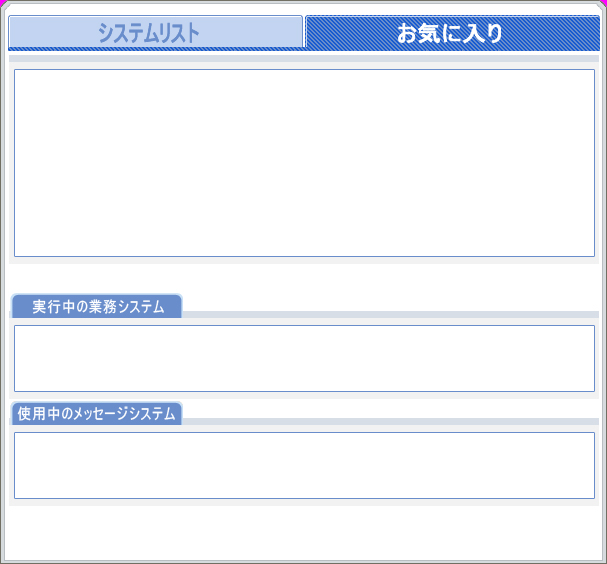 システムリスト
お気に入り
実行中の業務システム
使用中のメッセージシステム